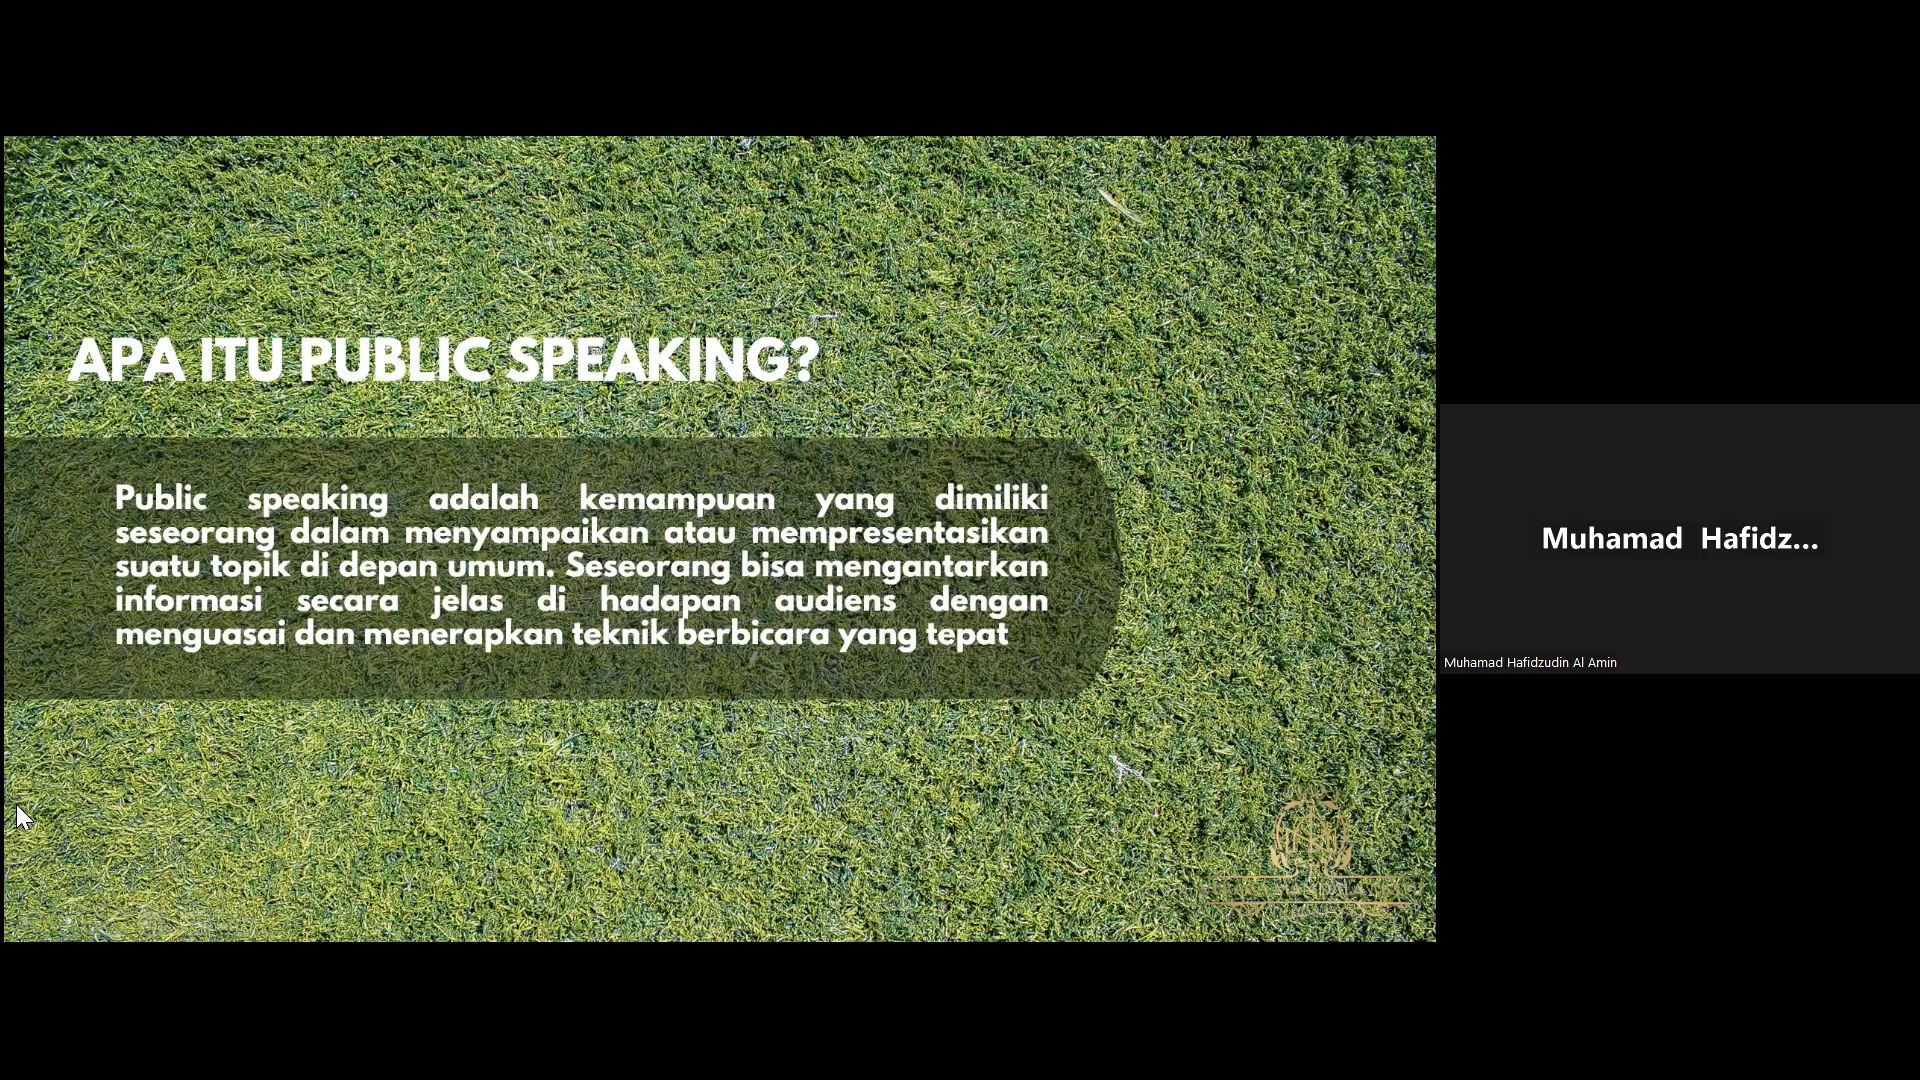 APA ITU PUBLIC SPEAKING?
Public speaking adalah kemampuan yang dimiliki
seseorang dalam menyampaikan atau mempresentasikan
suatu topik di depan umum. Seseorang bisa mengantarkan
informasi secara jelas di hadapan audiens dengan
menguasai dan menerapkan teknik berbicara yang tepat
Muhamad Hafidz...
Muhamad Hafidzudin Al Amin